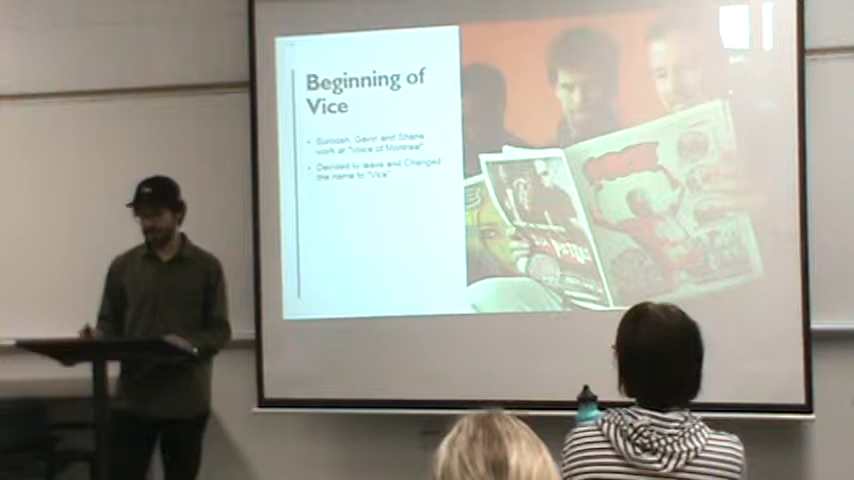 Beginning of
Vice
Suroosh, Gavin and Shane
work at "Voice of Montreal"
Decided to leave and Changed
the name to "Vice"